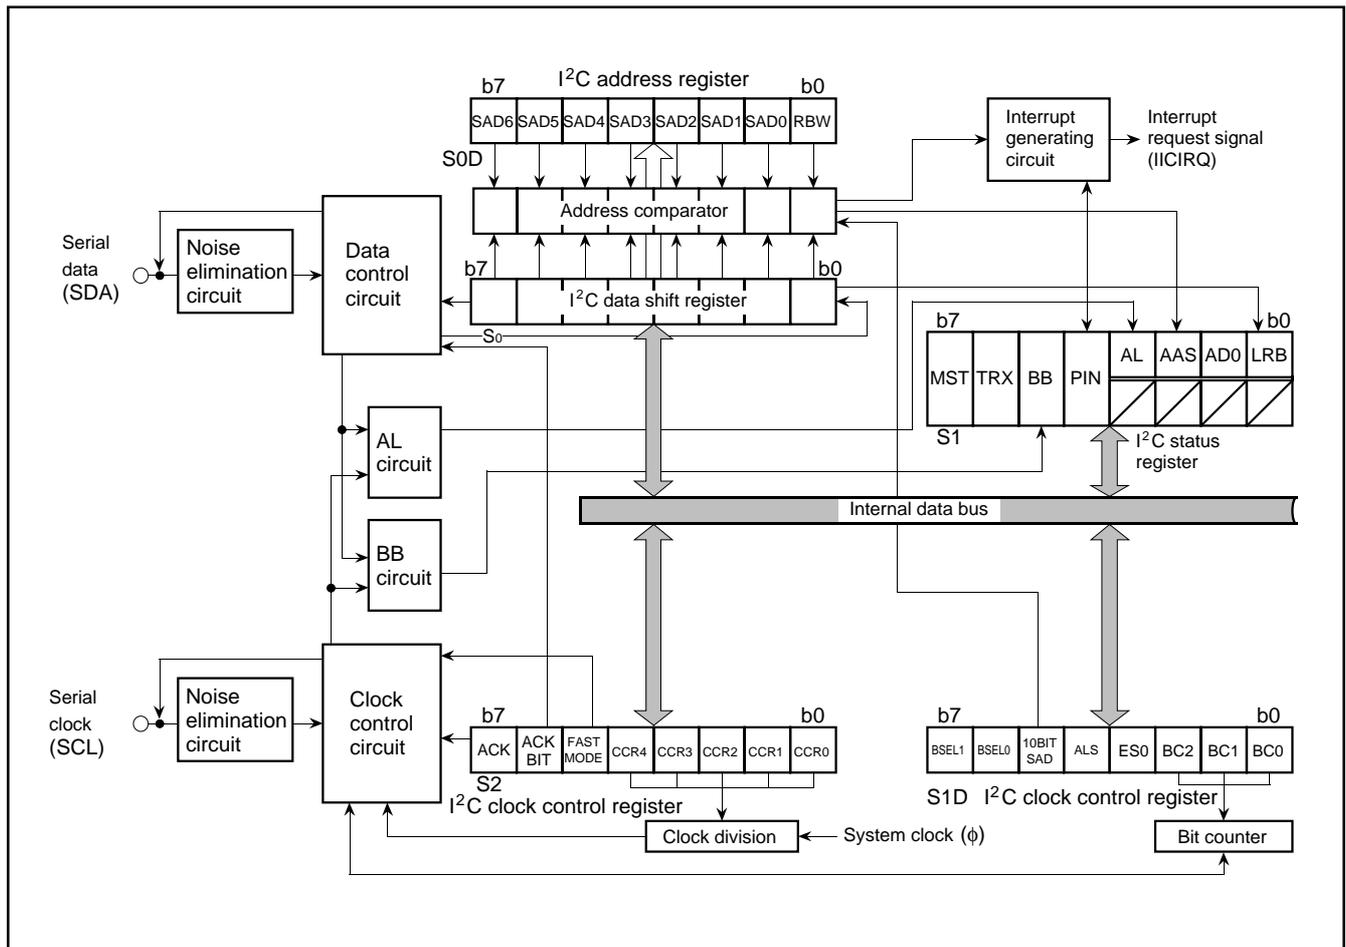 I2C address register
b7 b0
SAD6 SAD5 SAD4 SAD3 SAD2 SAD1 SAD0 RBW
S0D
Interrupt
generating
circuit
Interrupt
request signal
(IICIRQ)
Address comparator
Serial
data
(SDA)
Noise
elimination
circuit
Data
control
circuit
b7 b0
I2C data shift register
S0
b7 b0
MST TRX BB PIN AL AAS AD0 LRB
S1
I2C status
register
AL
circuit
Internal data bus
BB
circuit
Serial
clock
(SCL)
Noise
elimination
circuit
Clock
control
circuit
b7 b0
ACK
ACK
BIT
FAST
MODE
CCR4 CCR3 CCR2 CCR1 CCR0
S2
I2C clock control register
Clock division
System clock (ϕ)
b7 b0
BSEL1 BSEL0
10BIT
SAD
ALS ES0 BC2 BC1 BC0
S1D I2C clock control register
Bit counter